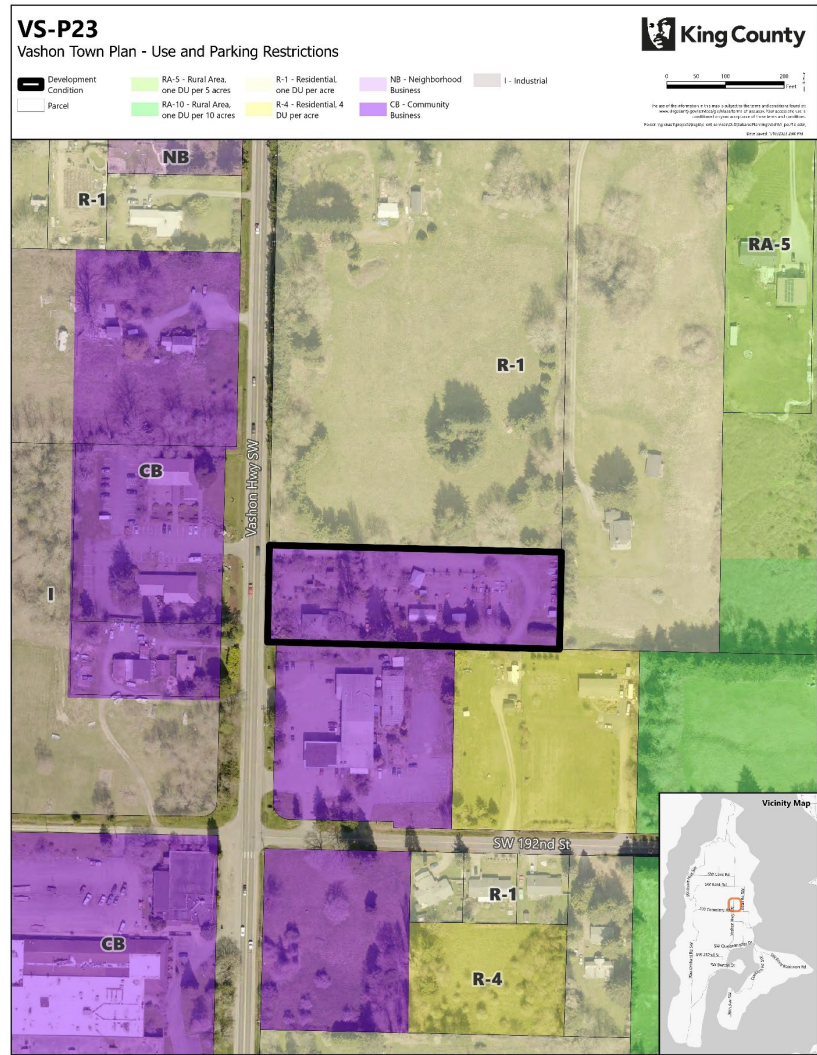 VS-P23
Vashon Town Plan - Use and Parking Restrictions
King County
Development
Condition
Parcel
RA-5 - Rural Area,
one DU per 5 acres
RA-10 - Rural Area,
one DU per 10 acres
R-1 - Residential,
one DU per acre
R-4 - Residential, 4
DU per acre
NB - Neighborhood
Business
CB - Community
Business
I - Industrial
0 50 100 200
Feet
NB
R-1
RA-5
R-1
CB
Vashon Hwy SW
I
SW 192nd St
R-1
CB
R-4
Vicinity Map